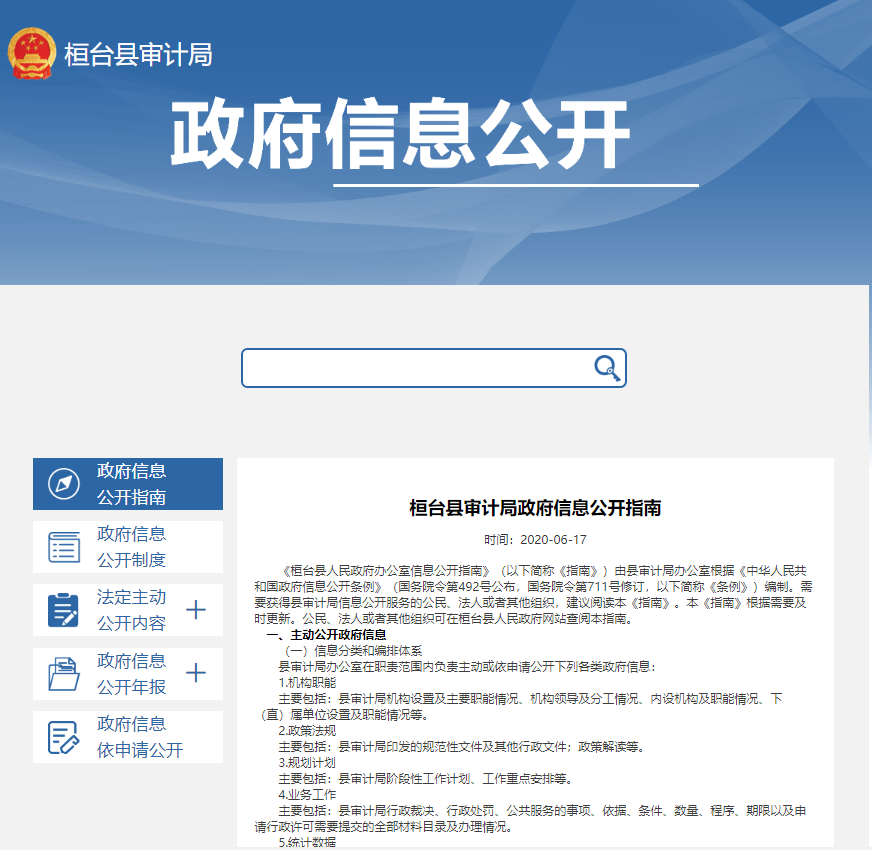 桓台县审计局
政府信息公开
政府信息
公开指南
政府信息
公开制度
法定主动
公开内容
政府信息
公开年报
政府信息
依申请公开
桓台县审计局政府信息公开指南
时间：2020-06-17
《桓台县人民政府办公室信息公开指南》（以下简称《指南》）由县审计局办公室根据《中华人民共
和国政府信息公开条例》（国务院令第492号公布，国务院令第711号修订，以下简称《条例》）编制。需
要获得县审计局信息公开服务的公民、法人或者其他组织，建议阅读本《指南》。本《指南》根据需要及
时更新。公民、法人或者其他组织可在桓台县人民政府网站查阅本指南。
一、主动公开政府信息
（一）信息分类和编排体系
县审计局办公室在职责范围内负责主动或依申请公开下列各类政府信息：
1.机构职能
主要包括：县审计局机构设置及主要职能情况、机构领导及分工情况、内设机构及职能情况、下
（直）属单位设置及职能情况等。
2.政策法规
主要包括：县审计局印发的规范性文件及其他行政文件；政策解读等。
3.规划计划
主要包括：县审计局阶段性工作计划、工作重点安排等。
4.业务工作
主要包括：县审计局行政裁决、行政处罚、公共服务的事项、依据、条件、数量、程序、期限以及申
请行政许可需要提交的全部材料目录及办理情况。
5.统计数据